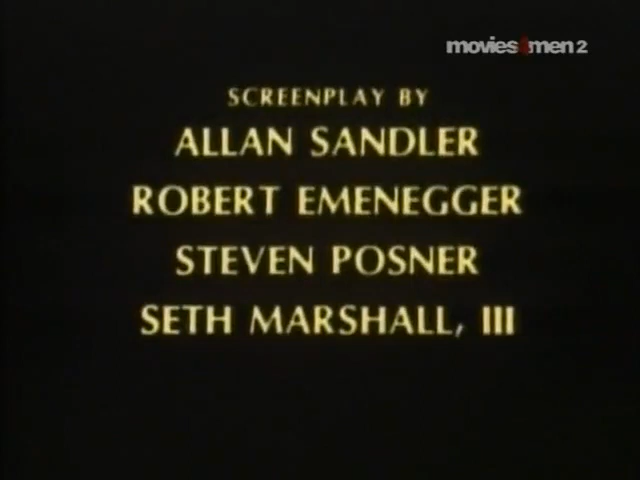 movies4men 2
SCREENPLAY BY
ALLAN SANDLER
ROBERT EMENEGGER
STEVEN POSNER
SETH MARSHALL, III